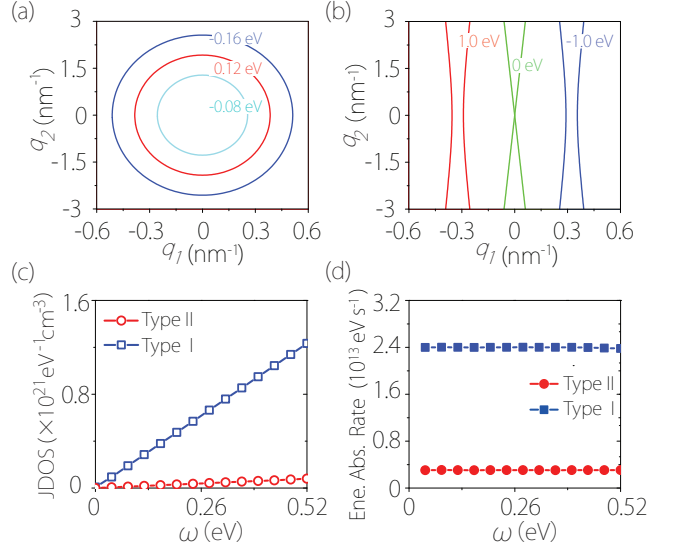 (a)
-0.16 eV
0.12 eV
-0.08 eV
3
1.5
0
-1.5
-3
q2 (nm-1)
-0.6 -0.3 0 0.3 0.6
q1 (nm-1)
(b)
1.0 eV
0 eV
-1.0 eV
3
1.5
0
-1.5
-3
q2 (nm-1)
-0.6 -0.3 0 0.3 0.6
q1 (nm-1)
(c)
Type II
Type I
1.6
0.8
0
JDOS (×10²¹ eV⁻¹cm⁻³)
0 0.26 0.52
ω (eV)
(d)
Type II
Type I
3.2
2.4
1.6
0.8
0
Ene. Abs. Rate (10¹³ eV s⁻¹)
0 0.26 0.52
ω (eV)